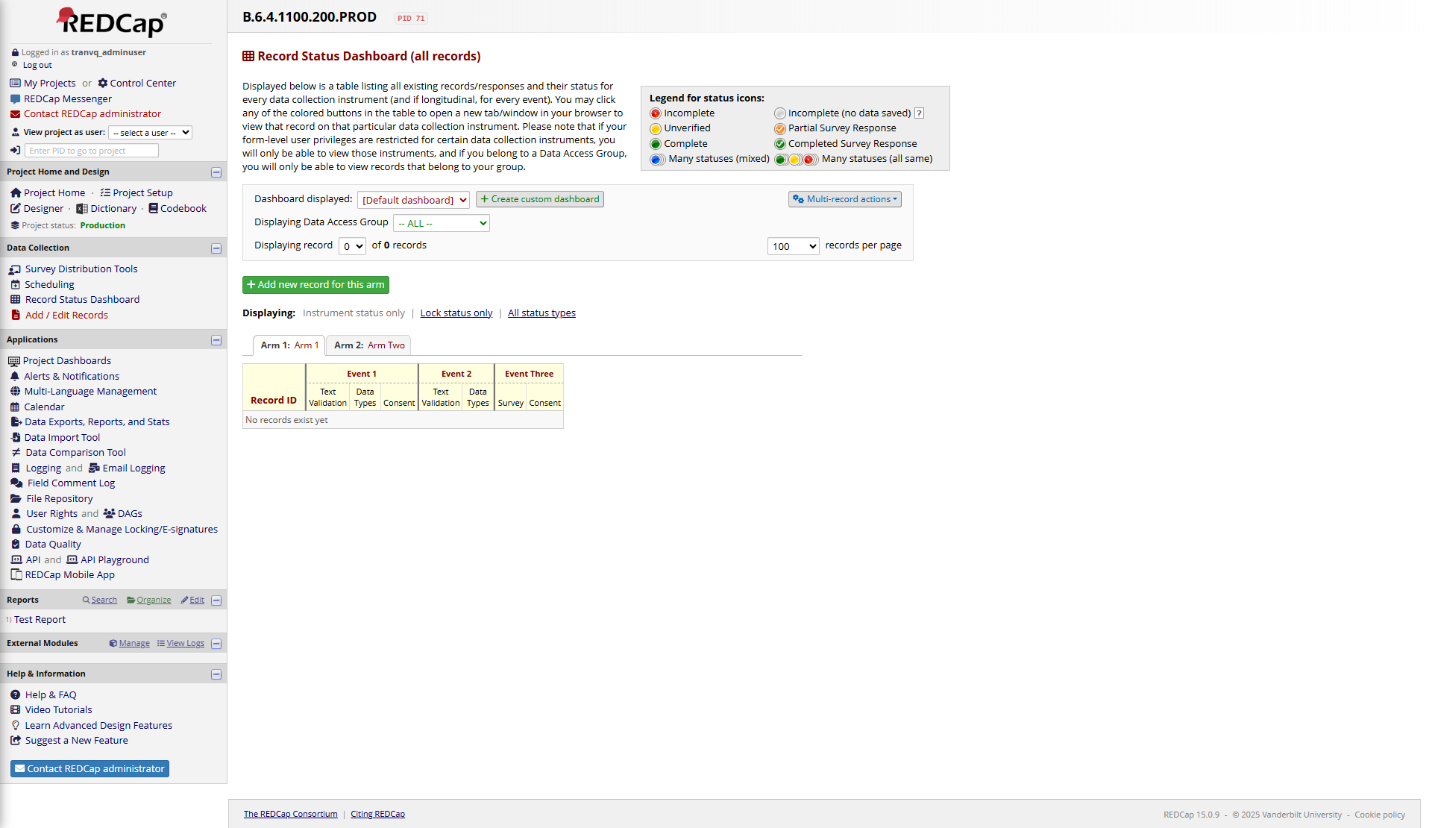 REDCap®
Logged in as tranvq_adminuser
Log out
My Projects or Control Center
REDCap Messenger
Contact REDCap administrator
View project as user: -- select a user --
Enter PID to go to project
Project Home and Design
Project Home · Project Setup
Designer · Dictionary · Codebook
Project status: Production
Data Collection
Survey Distribution Tools
Scheduling
Record Status Dashboard
Add / Edit Records
Applications
Project Dashboards
Alerts & Notifications
Multi-Language Management
Calendar
Data Exports, Reports, and Stats
Data Import Tool
Data Comparison Tool
Logging and Email Logging
Field Comment Log
File Repository
User Rights and DAGs
Customize & Manage Locking/E-signatures
Data Quality
API and API Playground
REDCap Mobile App
Reports Search Organize Edit
1) Test Report
External Modules Manage View Logs
Help & Information
Help & FAQ
Video Tutorials
Learn Advanced Design Features
Suggest a New Feature
Contact REDCap administrator
B.6.4.1100.200.PROD PID 71
Record Status Dashboard (all records)
Displayed below is a table listing all existing records/responses and their status for
every data collection instrument (and if longitudinal, for every event). You may click
any of the colored buttons in the table to open a new tab/window in your browser to
view that record on that particular data collection instrument. Please note that if your
form-level user privileges are restricted for certain data collection instruments, you
will only be able to view those instruments, and if you belong to a Data Access Group,
you will only be able to view records that belong to your group.
Legend for status icons:
Incomplete Incomplete (no data saved) ?
Unverified Partial Survey Response
Complete Completed Survey Response
Many statuses (mixed) Many statuses (all same)
Dashboard displayed: [Default dashboard] + Create custom dashboard Multi-record actions
Displaying Data Access Group -- ALL --
Displaying record 0 of 0 records 100 records per page
+ Add new record for this arm
Displaying: Instrument status only | Lock status only | All status types
Arm 1: Arm 1 Arm 2: Arm Two
Record ID Event 1 Event 2 Event Three
Text Validation Data Types Consent Text Validation Data Types Survey Consent
No records exist yet
The REDCap Consortium | Citing REDCap
REDCap 15.0.9 - © 2025 Vanderbilt University - Cookie policy